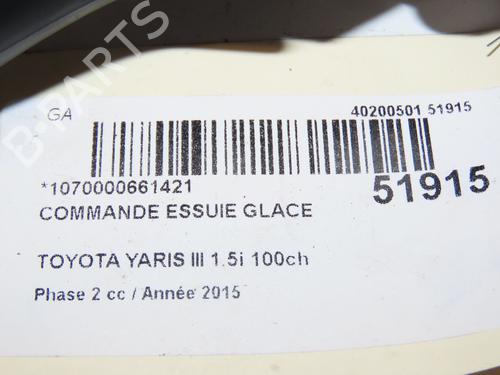 GA
40200501 51915
*1070000661421
51915
COMMANDE ESSUIE GLACE
TOYOTA YARIS III 1.5i 100ch
Phase 2 cc / Année 2015
B-PARTS